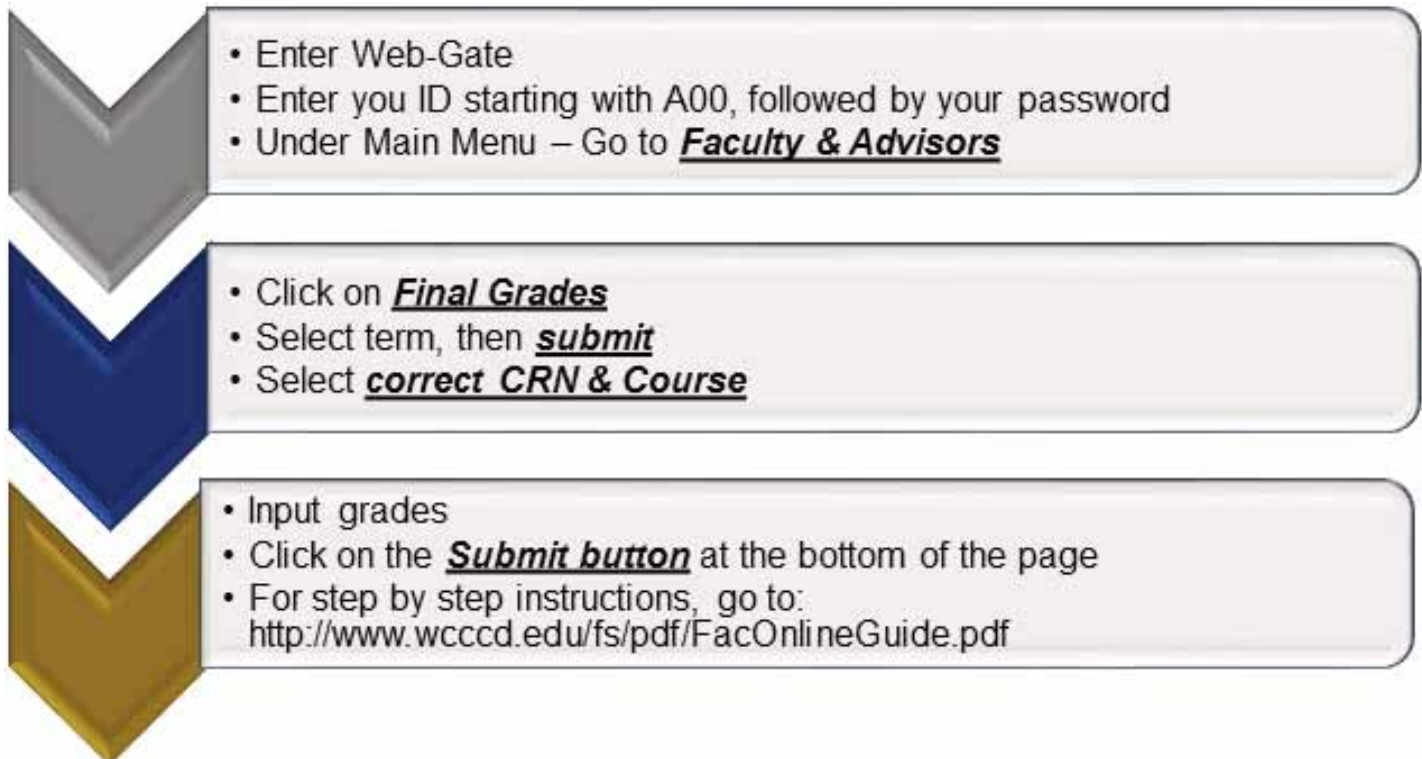 • Enter Web-Gate
• Enter you ID starting with A00, followed by your password
• Under Main Menu – Go to Faculty & Advisors
• Click on Final Grades
• Select term, then submit
• Select correct CRN & Course
• Input grades
• Click on the Submit button at the bottom of the page
• For step by step instructions, go to:
http://www.wcccd.edu/fs/pdf/FacOnlineGuide.pdf